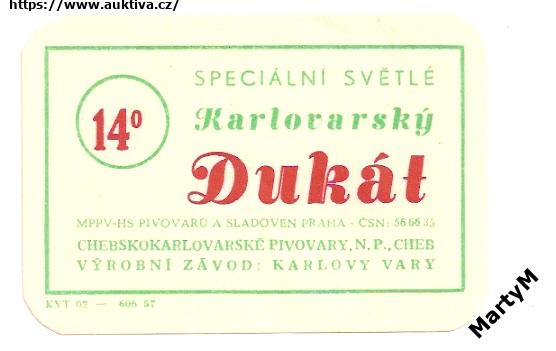 https://www.auktiva.cz/
SPECIÁLNÍ SVĚTLÉ
14°
Karlovarský
Dukát
MPPV-HS PIVOVARŮ A SLADOVEN PRAHA - ČSN: 56 66 35
CHEBSKOKARLOVARSKÉ PIVOVARY, N. P., CHEB
VÝROBNÍ ZÁVOD: KARLOVY VARY
KYT 02 — 606 57
MartyM